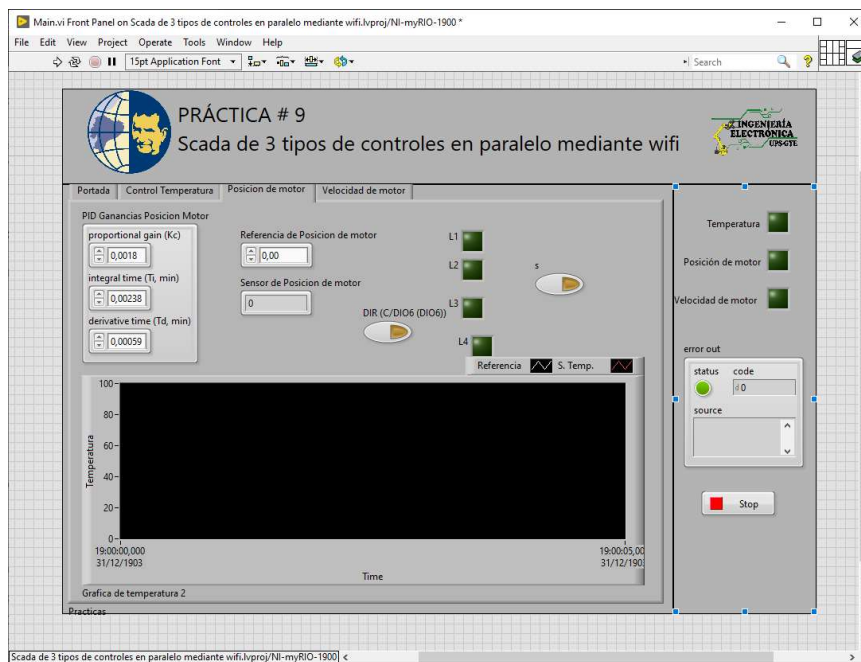 Main.vi Front Panel on Scada de 3 tipos de controles en paralelo mediante wifi.lvproj/NI-myRIO-1900 *
File Edit View Project Operate Tools Window Help
15pt Application Font
Search
PRÁCTICA # 9
Scada de 3 tipos de controles en paralelo mediante wifi
INGENIERÍA
ELECTRÓNICA
UPS-GYE
Portada Control Temperatura Posicion de motor Velocidad de motor
PID Ganancias Posicion Motor
proportional gain (Kc)
0,0018
integral time (Ti, min)
0,00238
derivative time (Td, min)
0,00059
Referencia de Posicion de motor
0,00
Sensor de Posicion de motor
0
DIR (C/DIO6 (DIO6))
L1
L2
L3
L4
s
Referencia S. Temp.
Temperatura
100
80
60
40
20
0
19:00:00,000
31/12/1903
19:00:05,00
31/12/190
Time
Grafica de temperatura 2
Practicas
Temperatura
Posición de motor
Velocidad de motor
error out
status code
d 0
source
Stop
Scada de 3 tipos de controles en paralelo mediante wifi.lvproj/NI-myRIO-1900